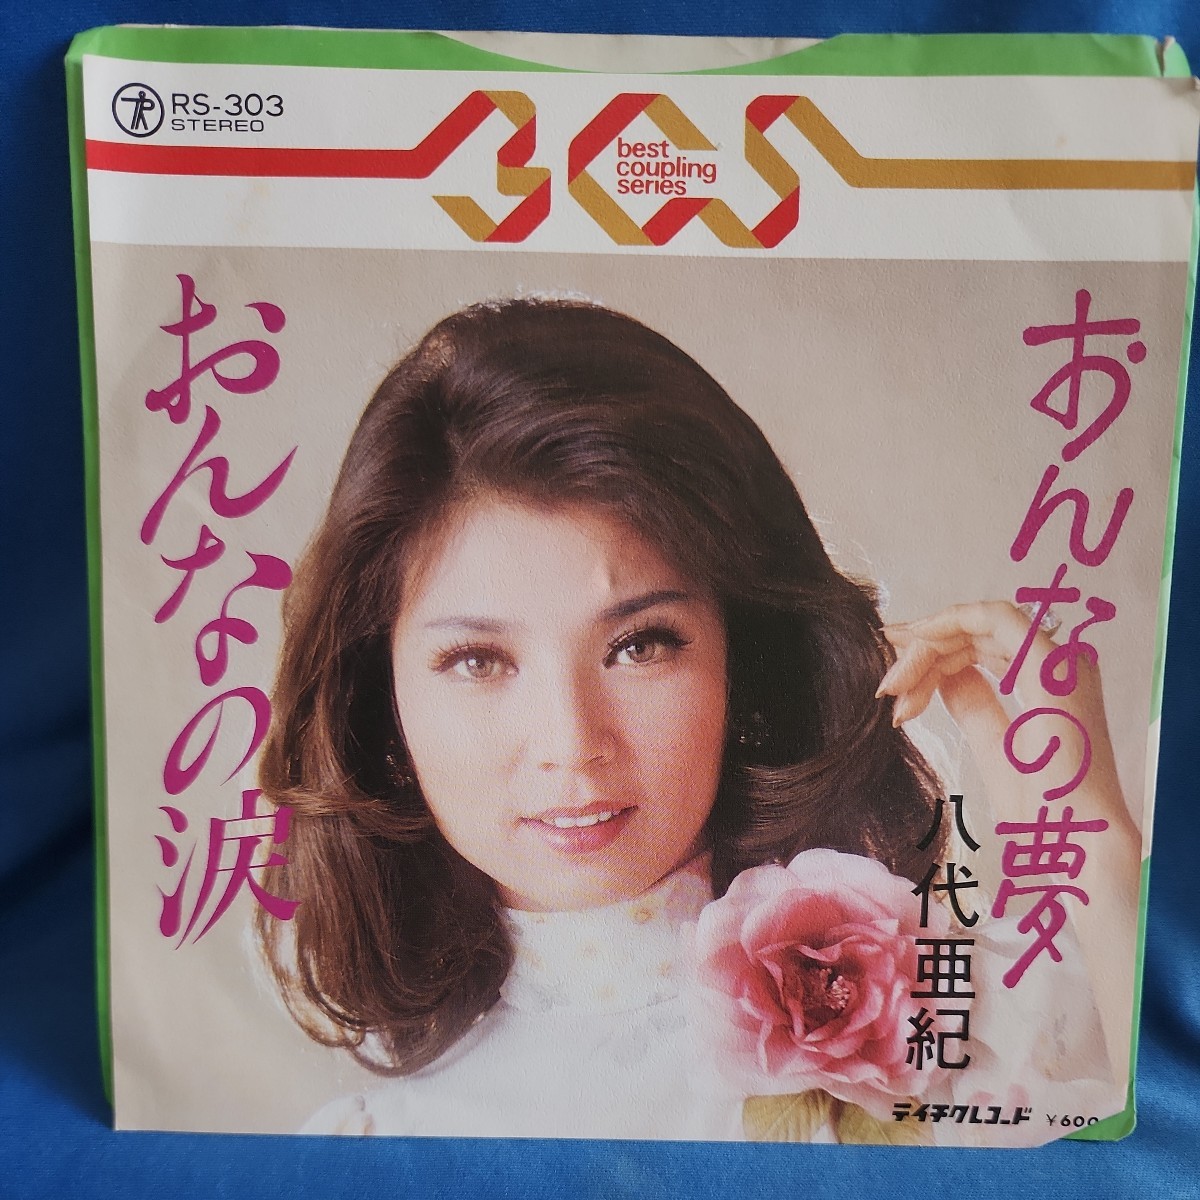 RS-303
STEREO
BCS
best
coupling
series
おんなの夢
八代亜紀
おんなの涙
テイチクレコード ¥600